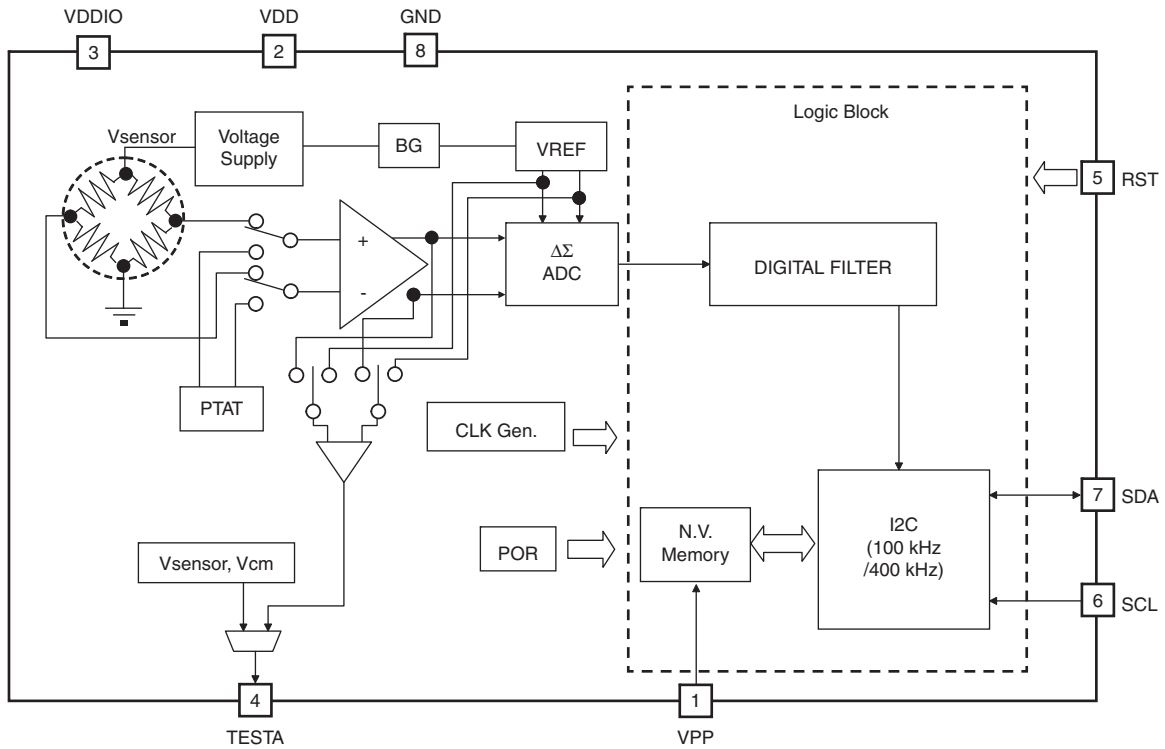 VDDIO
VDD
GND
3
2
8
Logic Block
Vsensor
Voltage
Supply
BG
VREF
5
RST
+
-
ΔΣ
ADC
DIGITAL FILTER
PTAT
CLK Gen.
7
SDA
I2C
(100 kHz
/400 kHz)
N.V.
Memory
POR
Vsensor, Vcm
6
SCL
4
1
TESTA
VPP